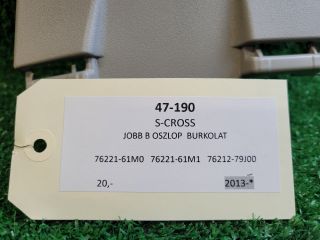 47-190
S-CROSS
JOBB B OSZLOP BURKOLAT
76221-61M0 76221-61M1 76212-79J00
20,- 2013-*